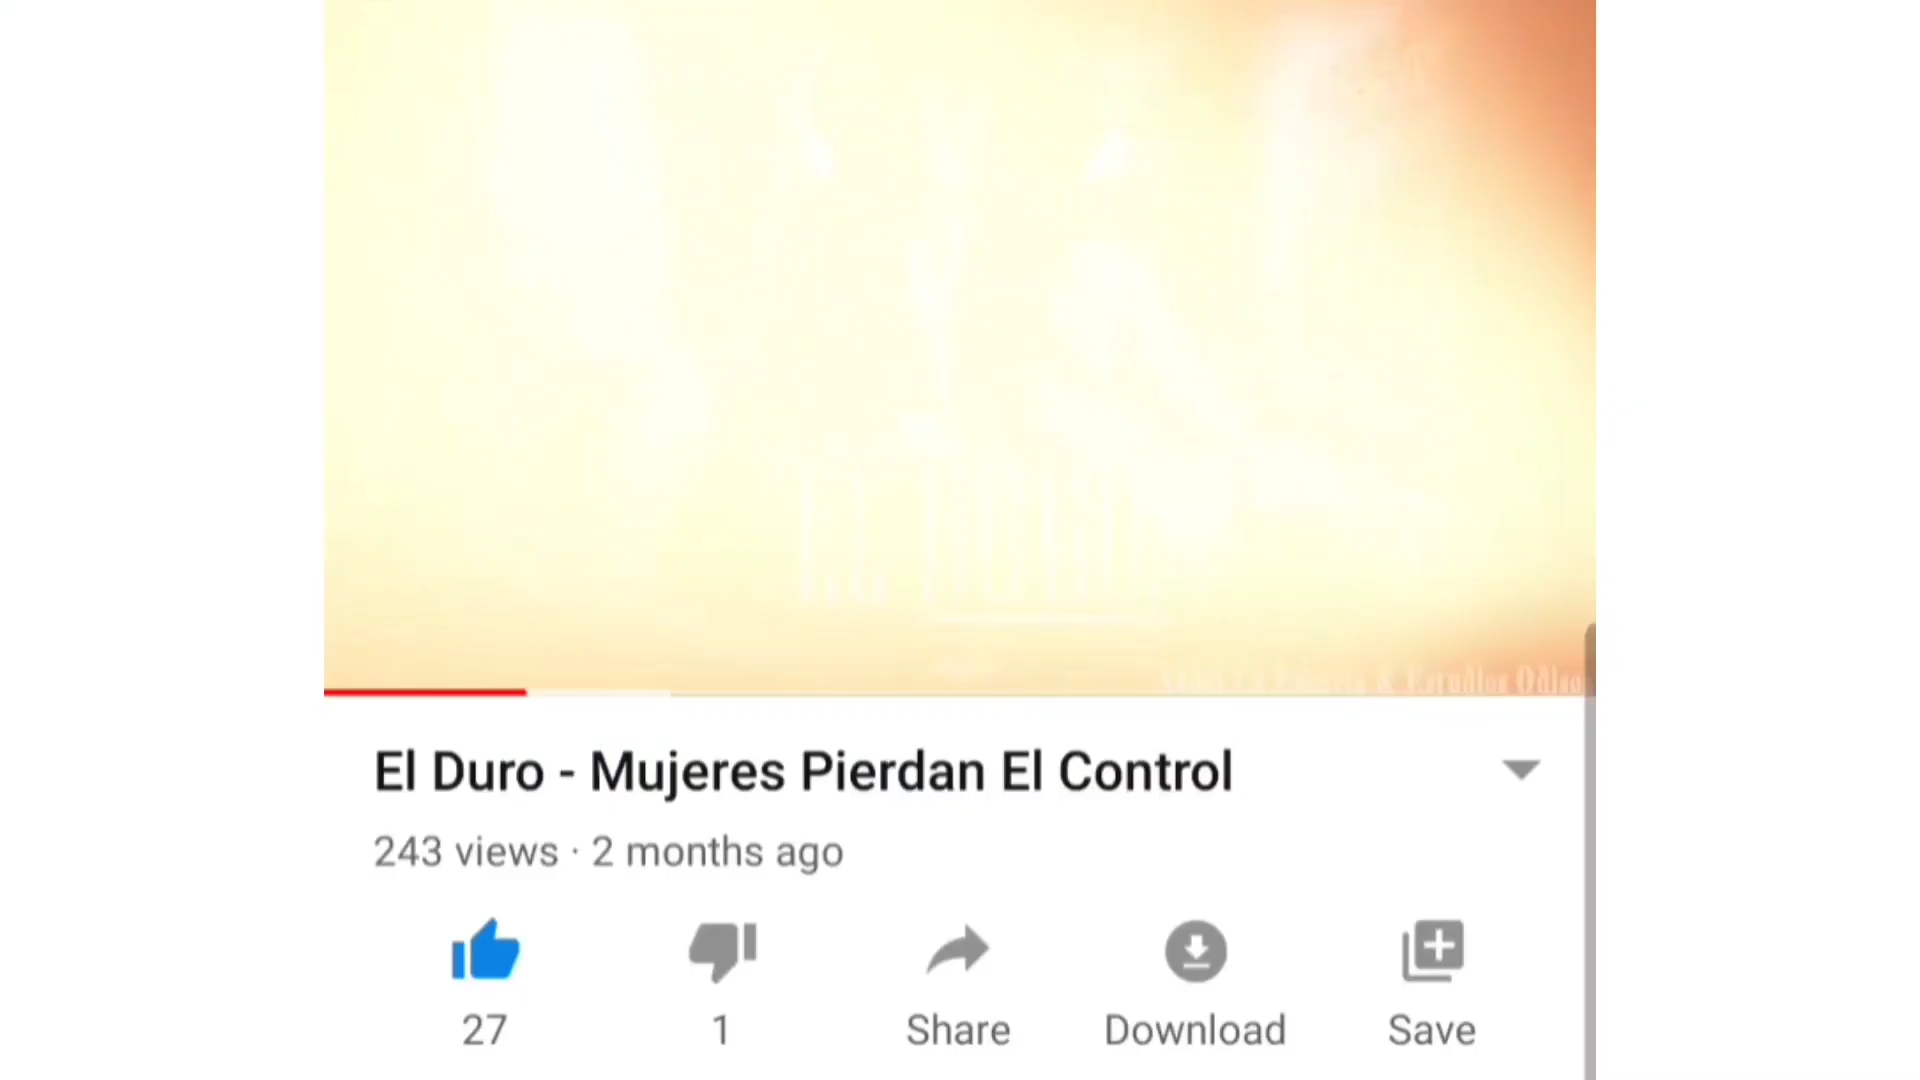 El Duro - Mujeres Pierdan El Control
243 views · 2 months ago
27
1
Share
Download
Save